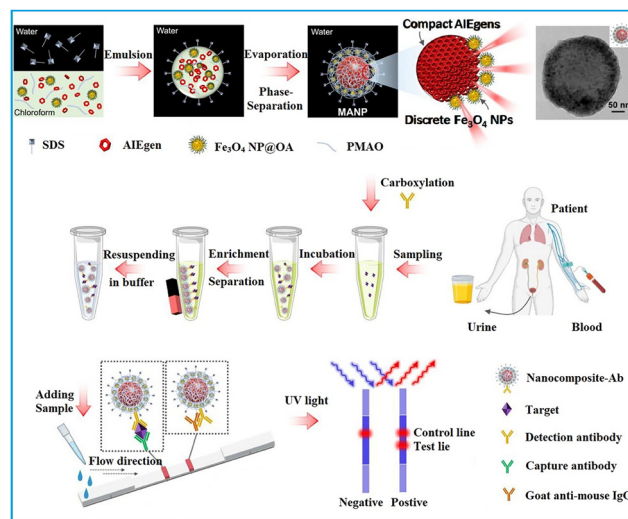 Water
Chloroform
Emulsion
Water
Evaporation
Phase-
Separation
Water
MANP
Compact AIEgens
Discrete Fe₃O₄ NPs
50 nm
SDS
AIEgen
Fe₃O₄ NP@OA
PMAO
Carboxylation
Resuspending
in buffer
Enrichment
Separation
Incubation
Sampling
Patient
Urine
Blood
Adding
Sample
Flow direction
UV light
Control line
Test lie
Negative
Postive
Nanocomposite-Ab
Target
Detection antibody
Capture antibody
Goat anti-mouse IgG